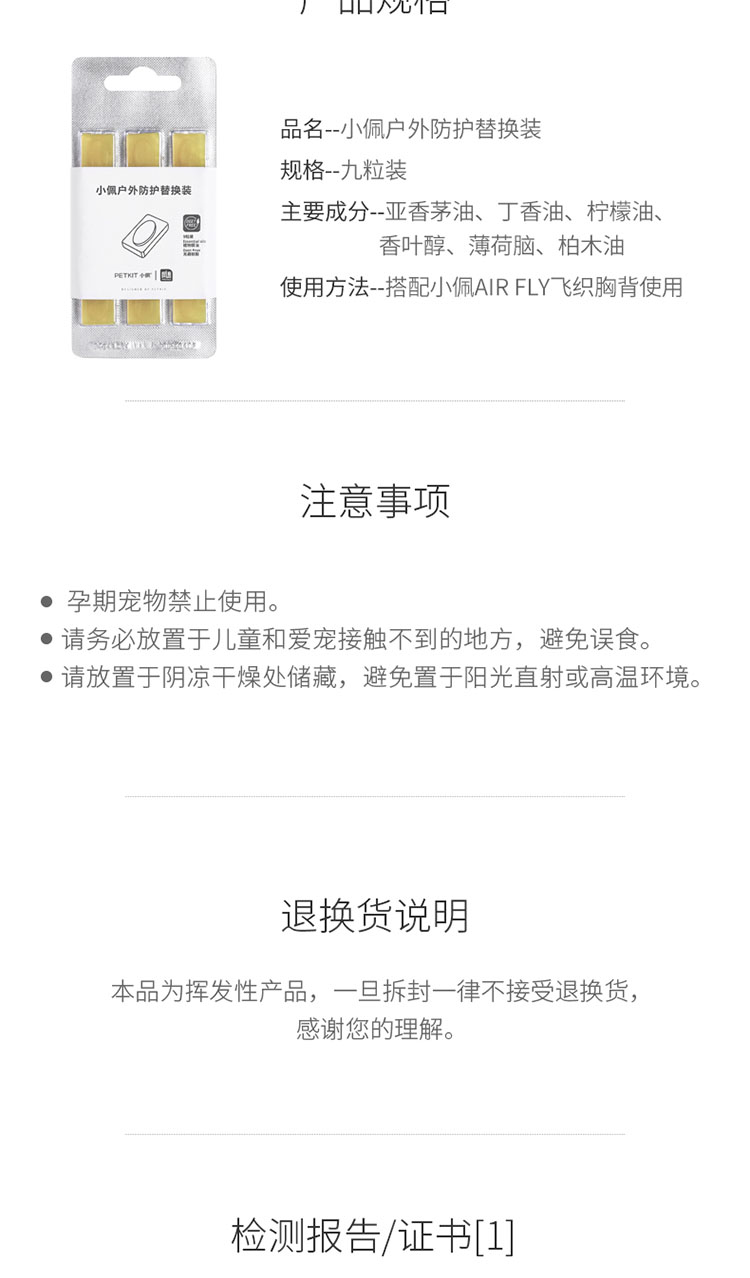 产品规格
小佩户外防护替换装
PETKIT 小佩
DESIGNED BY PETKIT
品名--小佩户外防护替换装
规格--九粒装
主要成分--亚香茅油、丁香油、柠檬油、
香叶醇、薄荷脑、柏木油
使用方法--搭配小佩AIR FLY飞织胸背使用
注意事项
● 孕期宠物禁止使用。
● 请务必放置于儿童和爱宠接触不到的地方，避免误食。
● 请放置于阴凉干燥处储藏，避免置于阳光直射或高温环境。
退换货说明
本品为挥发性产品，一旦拆封一律不接受退换货，
感谢您的理解。
检测报告/证书[1]